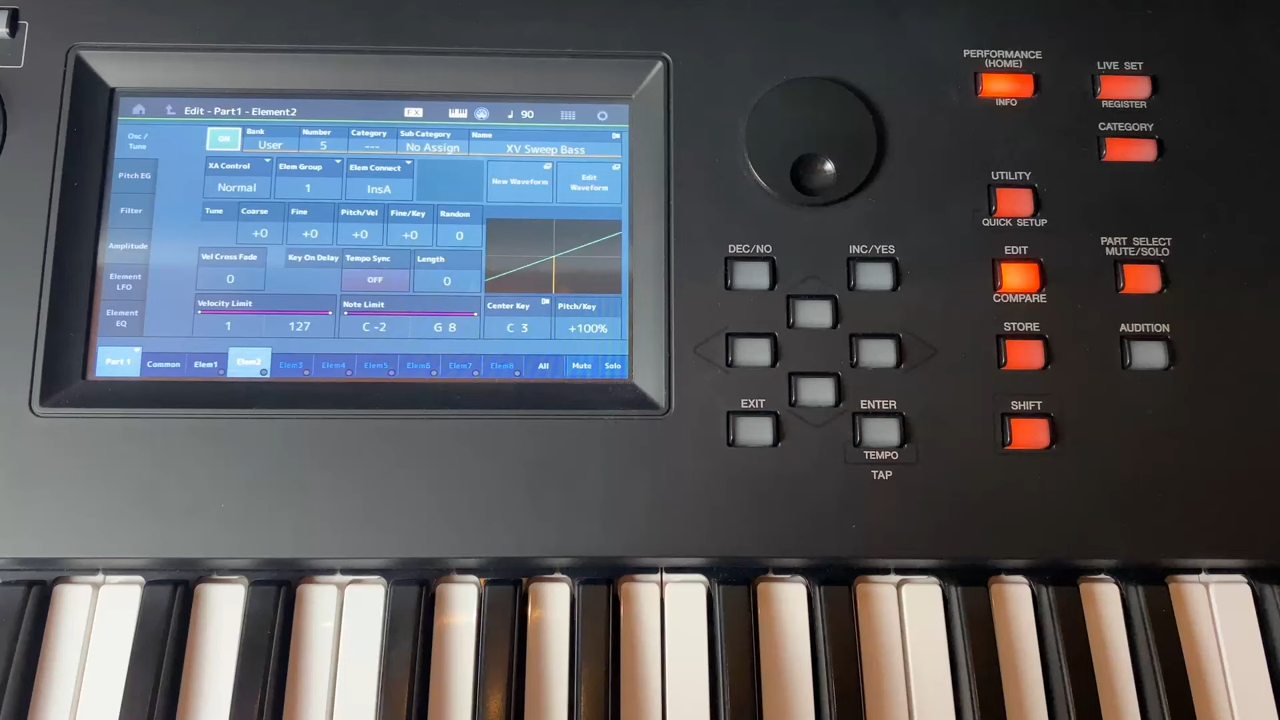 Edit - Part1 - Element2 FX ♩ 90
Osc /
Tune
ON
Bank
User
Number
5
Category
---
Sub Category
No Assign
Name
XV Sweep Bass
Pitch EG
Filter
Amplitude
Element
LFO
Element
EQ
XA Control
Normal
Elem Group
1
Elem Connect
InsA
New Waveform
Edit
Waveform
Tune
Coarse
+0
Fine
+0
Pitch/Vel
+0
Fine/Key
+0
Random
0
Vel Cross Fade
0
Key On Delay
Tempo Sync
OFF
Length
0
Velocity Limit
1 127
Note Limit
C -2 G 8
Center Key
C 3
Pitch/Key
+100%
Part 1 Common Elem1 Elem2 Elem3 Elem4 Elem5 Elem6 Elem7 Elem8 All Mute Solo
PERFORMANCE
(HOME)
INFO
LIVE SET
REGISTER
CATEGORY
UTILITY
QUICK SETUP
DEC/NO
INC/YES
EDIT
COMPARE
PART SELECT
MUTE/SOLO
STORE
AUDITION
EXIT
ENTER
TEMPO
TAP
SHIFT